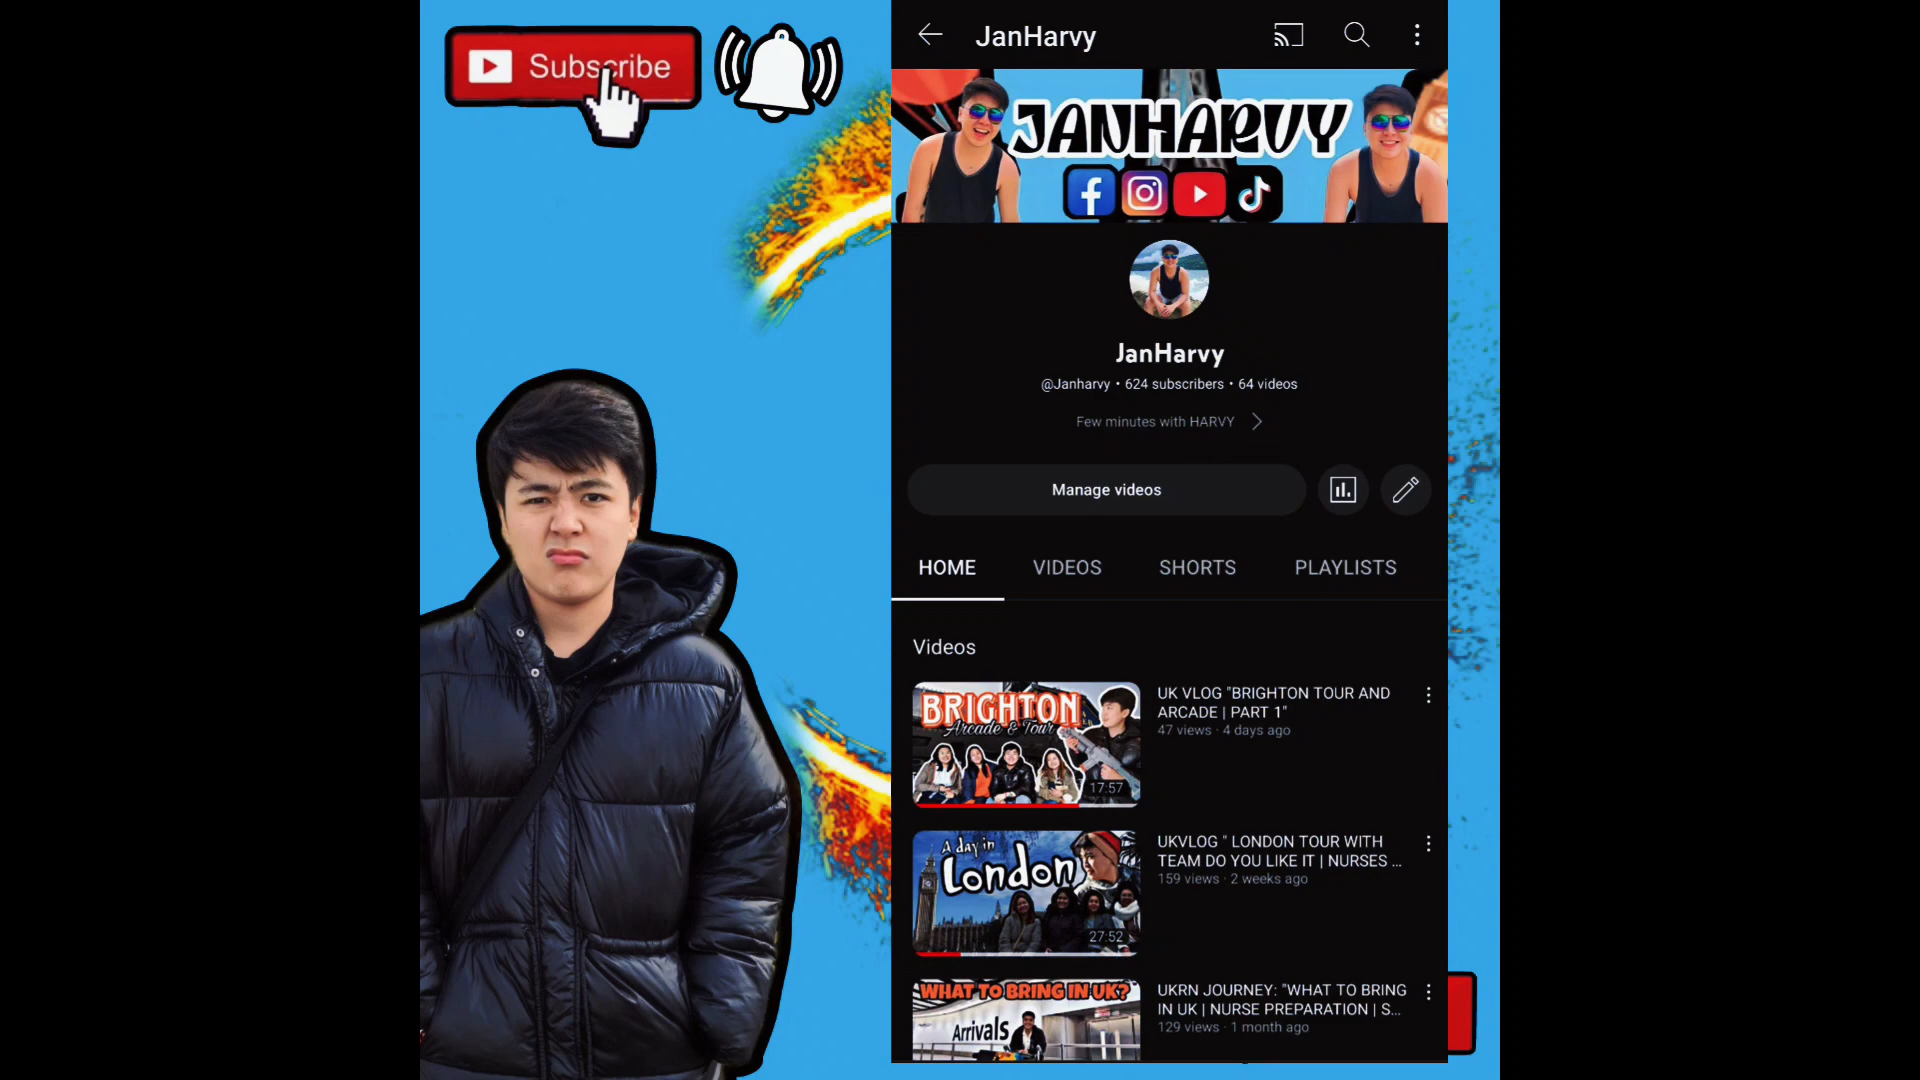 Subscribe
JanHarvy
JANHARVY
JanHarvy
@Janharvy • 624 subscribers • 64 videos
Few minutes with HARVY
Manage videos
HOME VIDEOS SHORTS PLAYLISTS
Videos
BRIGHTON
Arcade & Tour
17:57
UK VLOG "BRIGHTON TOUR AND
ARCADE | PART 1"
47 views · 4 days ago
A day in
London
27:52
UKVLOG " LONDON TOUR WITH
TEAM DO YOU LIKE IT | NURSES ...
159 views · 2 weeks ago
WHAT TO BRING IN UK?
Arrivals
UKRN JOURNEY: "WHAT TO BRING
IN UK | NURSE PREPARATION | S...
129 views · 1 month ago